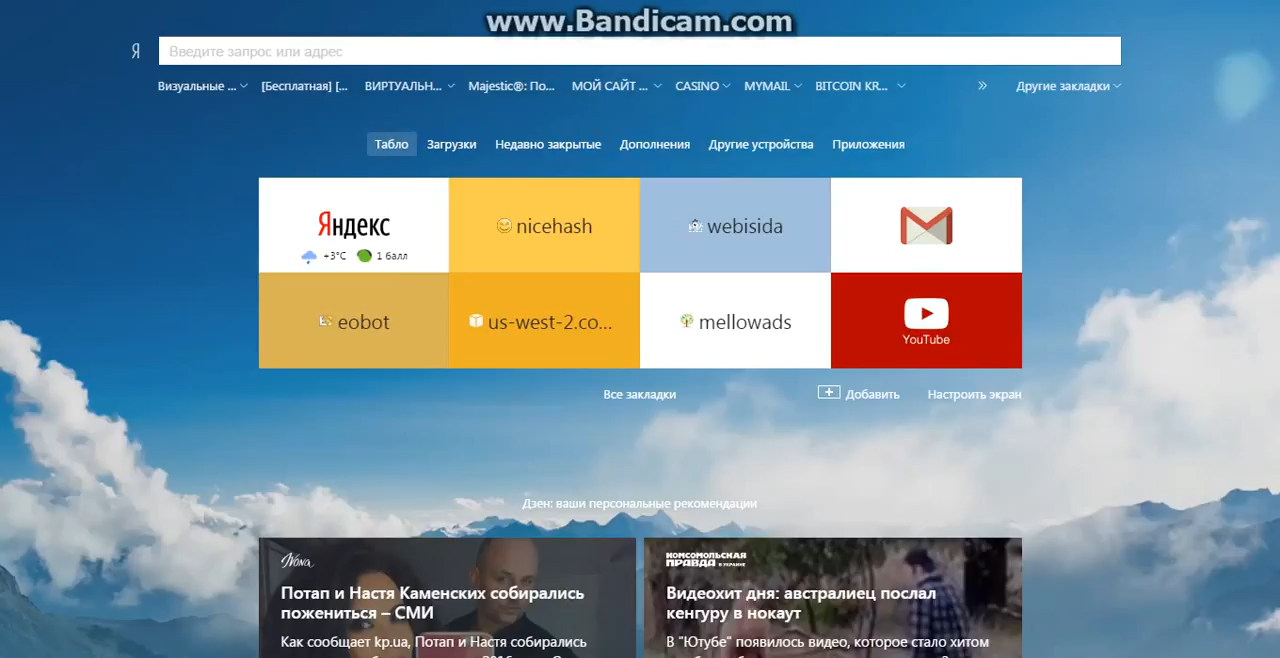 www.Bandicam.com
Я Введите запрос или адрес
Визуальные ... [Бесплатная] [... ВИРТУАЛЬН... Majestic®: По... МОЙ САЙТ ... CASINO MYMAIL BITCOIN KR... » Другие закладки
Табло Загрузки Недавно закрытые Дополнения Другие устройства Приложения
Яндекс nicehash webisida
+3°C 1 балл
eobot us-west-2.co... mellowads YouTube
Все закладки Добавить Настроить экран
Дзен: ваши персональные рекомендации
Потап и Настя Каменских собирались
пожениться – СМИ
Как сообщает kp.ua, Потап и Настя собирались
КОМСОМОЛЬСКАЯ
ПРАВДА В УКРАИНЕ
Видеохит дня: австралиец послал
кенгуру в нокаут
В "Ютубе" появилось видео, которое стало хитом